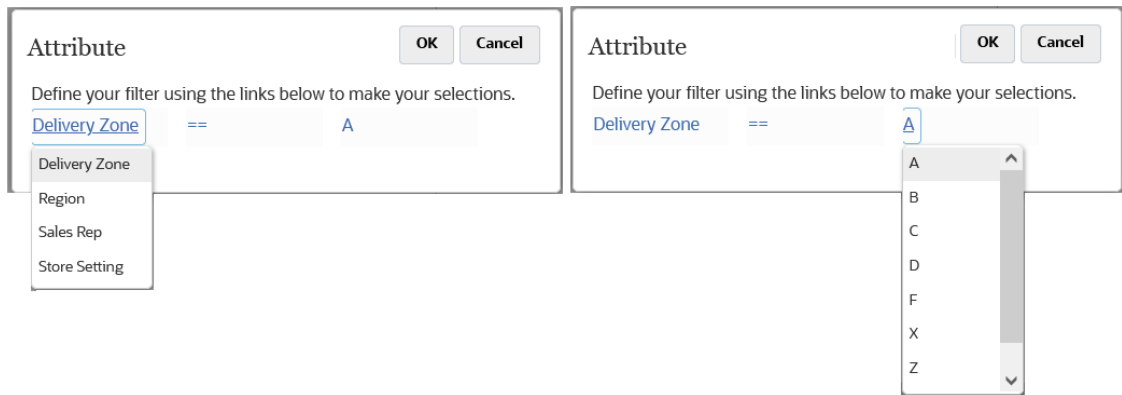 Attribute
OK
Cancel
Define your filter using the links below to make your selections.
Delivery Zone == A
Delivery Zone
Region
Sales Rep
Store Setting
Attribute
OK
Cancel
Define your filter using the links below to make your selections.
Delivery Zone == A
A
B
C
D
F
X
Z